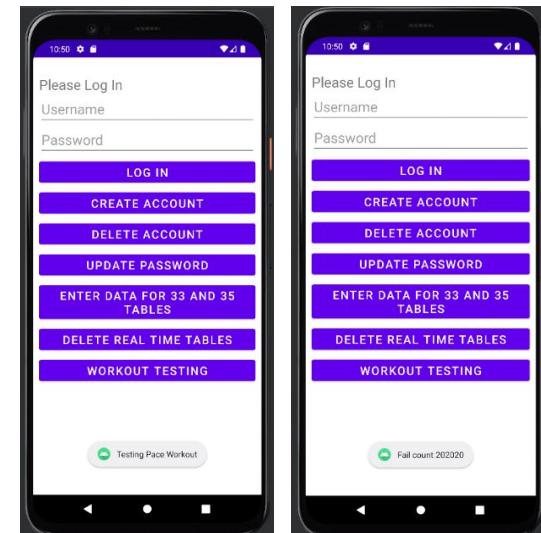 10:50
Please Log In
Username
Password
LOG IN
CREATE ACCOUNT
DELETE ACCOUNT
UPDATE PASSWORD
ENTER DATA FOR 33 AND 35
TABLES
DELETE REAL TIME TABLES
WORKOUT TESTING
Testing Pace Workout
10:50
Please Log In
Username
Password
LOG IN
CREATE ACCOUNT
DELETE ACCOUNT
UPDATE PASSWORD
ENTER DATA FOR 33 AND 35
TABLES
DELETE REAL TIME TABLES
WORKOUT TESTING
Fail count 202020